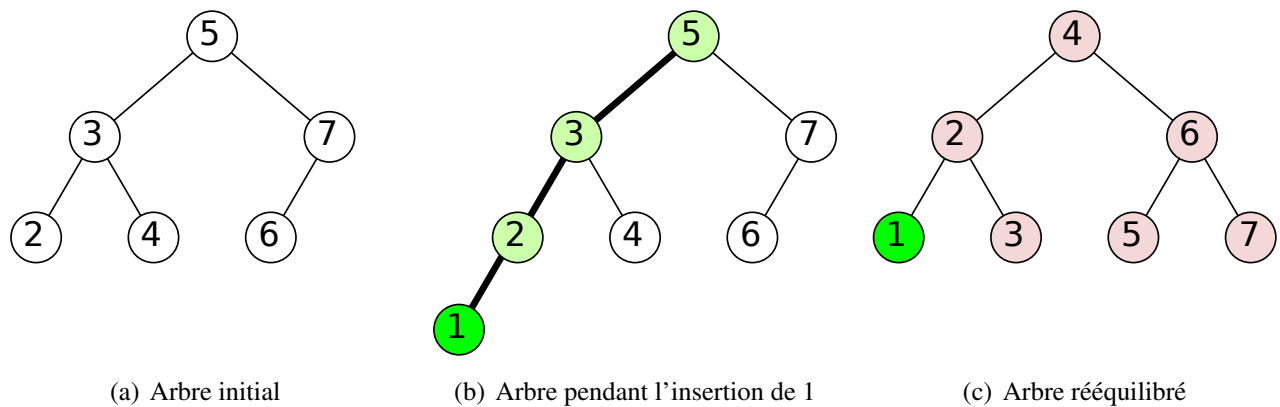 5
3 7
2 4 6
(a) Arbre initial
5
3 7
2 4 6
1
(b) Arbre pendant l'insertion de 1
4
2 6
1 3 5 7
(c) Arbre rééquilibré